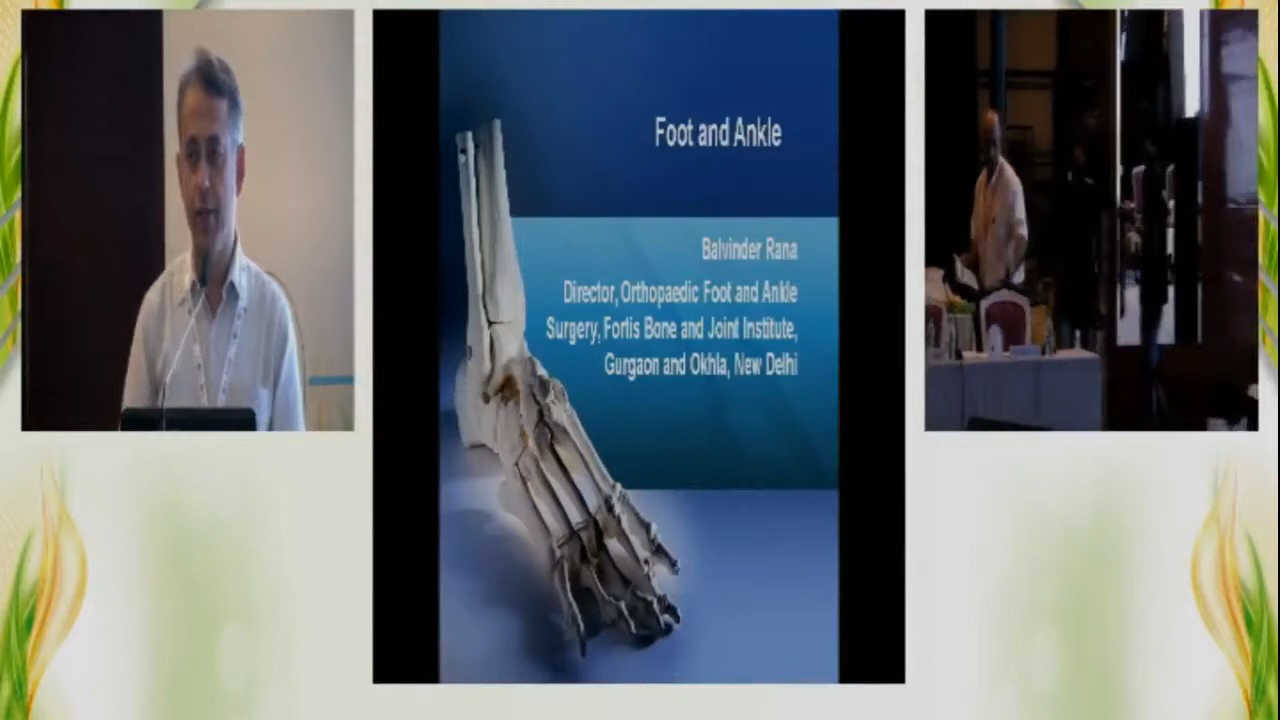 Foot and Ankle
Balvinder Rana
Director, Orthopaedic Foot and Ankle
Surgery, Fortis Bone and Joint Institute,
Gurgaon and Okhla, New Delhi